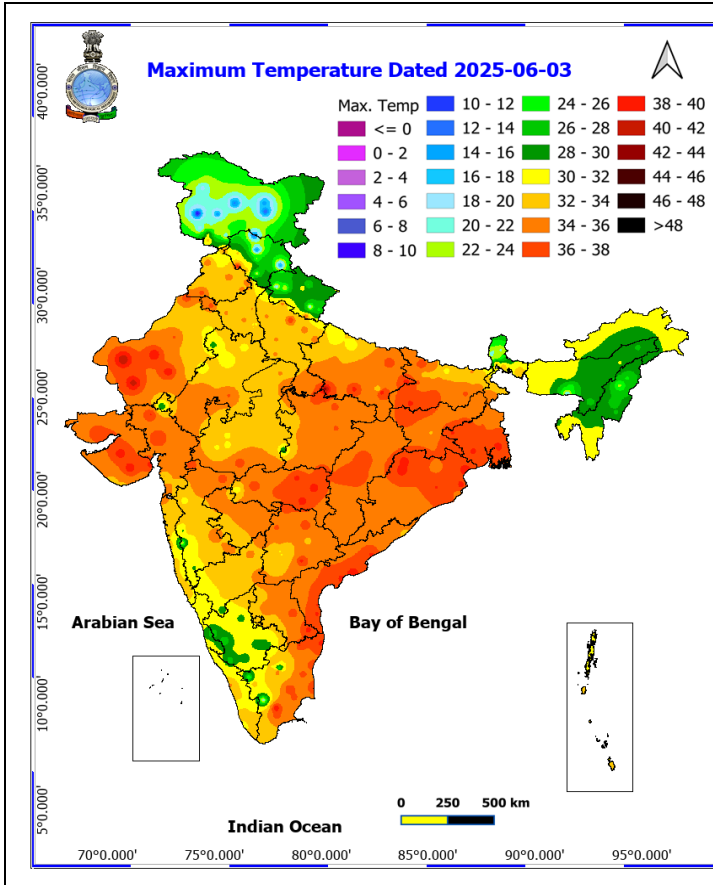 Maximum Temperature Dated 2025-06-03
Max. Temp
<= 0
0 - 2
2 - 4
4 - 6
6 - 8
8 - 10
10 - 12
12 - 14
14 - 16
16 - 18
18 - 20
20 - 22
22 - 24
24 - 26
26 - 28
28 - 30
30 - 32
32 - 34
34 - 36
36 - 38
38 - 40
40 - 42
42 - 44
44 - 46
46 - 48
>48
40°0.000'
35°0.000'
30°0.000'
25°0.000'
20°0.000'
15°0.000'
10°0.000'
5°0.000'
Arabian Sea
Bay of Bengal
Indian Ocean
0 250 500 km
70°0.000' 75°0.000' 80°0.000' 85°0.000' 90°0.000' 95°0.000'